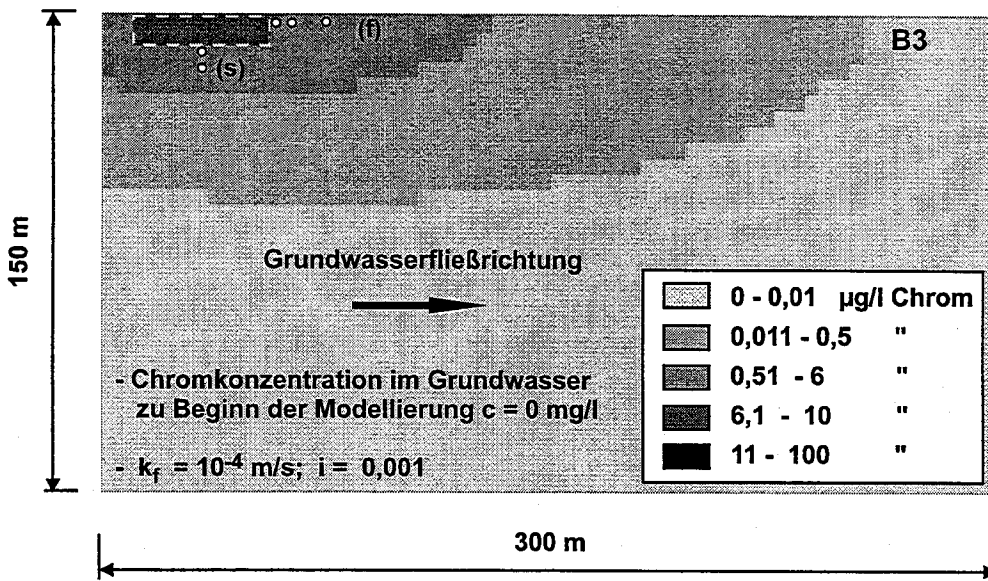 (f)
B3
(s)
150 m
Grundwasserfließrichtung
0 - 0,01 µg/l Chrom
0,011 - 0,5 "
0,51 - 6 "
6,1 - 10 "
11 - 100 "
- Chromkonzentration im Grundwasser
zu Beginn der Modellierung c = 0 mg/l
- k_f = 10^-4 m/s; i = 0,001
300 m